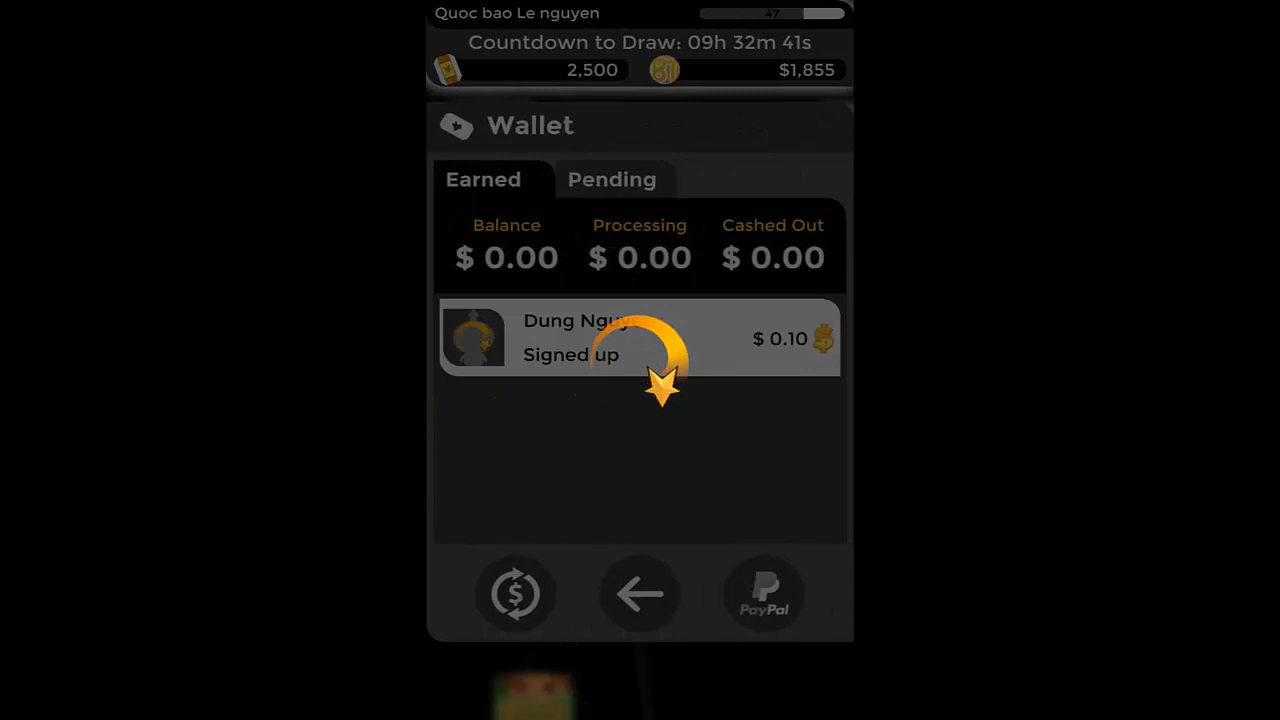 Quoc bao Le nguyen 47
Countdown to Draw: 09h 32m 41s
2,500 $1,855
Wallet
Earned Pending
Balance Processing Cashed Out
$ 0.00 $ 0.00 $ 0.00
Dung
Signed up
$ 0.10
$ PayPal